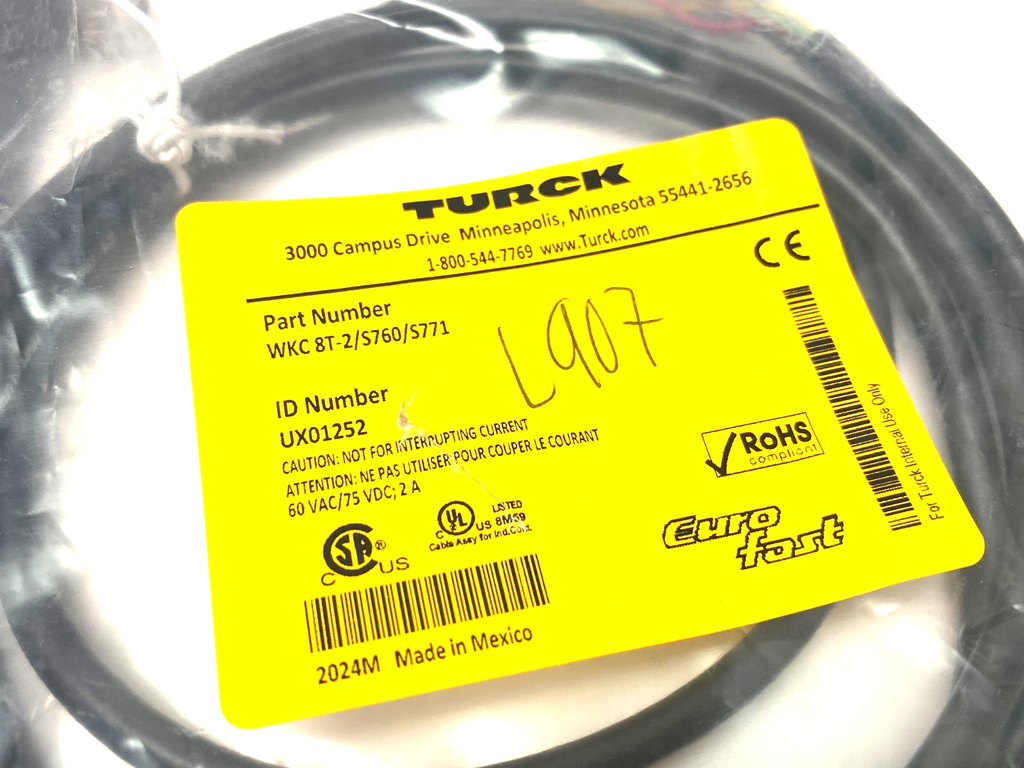 TURCK
3000 Campus Drive Minneapolis, Minnesota 55441-2656
1-800-544-7769 www.Turck.com
CE
Part Number
WKC 8T-2/S760/S771
L907
ID Number
UX01252
CAUTION: NOT FOR INTERRUPTING CURRENT
ATTENTION: NE PAS UTILISER POUR COUPER LE COURANT
60 VAC/75 VDC; 2 A
RoHS
compliant
For Turck Internal Use Only
C SA ® US
C UL US LISTED 8MS9
Cable Assy for Ind.Cont.
Euro
fast
2024M Made in Mexico